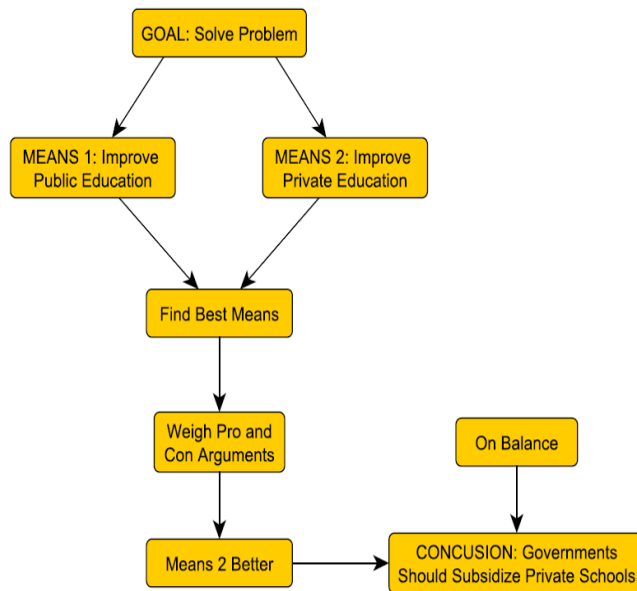 GOAL: Solve Problem
MEANS 1: Improve
Public Education
MEANS 2: Improve
Private Education
Find Best Means
Weigh Pro and
Con Arguments
On Balance
Means 2 Better
CONCUSION: Governments
Should Subsidize Private Schools